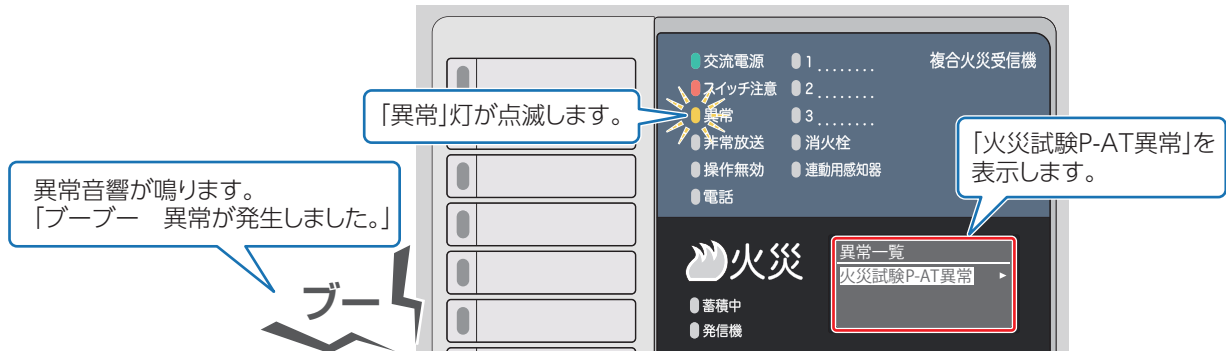 交流電源
スイッチ注意
異常
非常放送
操作無効
電話
1........
2........
3........
消火栓
連動用感知器
複合火災受信機
「異常」灯が点滅します。
「火災試験P-AT異常」を
表示します。
異常音響が鳴ります。
「ブーブー　異常が発生しました。」
ブー
火災
蓄積中
発信機
異常一覧
火災試験P-AT異常